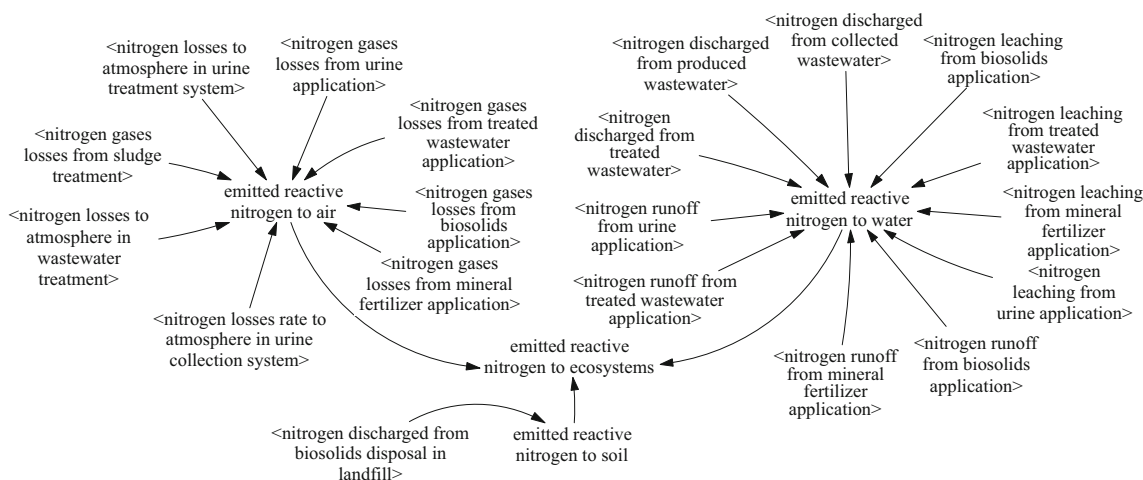 <nitrogen losses to
atmosphere in urine
treatment system>
<nitrogen gases
losses from urine
application>
<nitrogen gases
losses from treated
wastewater
application>
<nitrogen gases
losses from sludge
treatment>
emitted reactive
nitrogen to air
<nitrogen gases
losses from
biosolids
application>
<nitrogen losses to
atmosphere in
wastewater
treatment>
<nitrogen gases
losses from mineral
fertilizer application>
<nitrogen losses rate to
atmosphere in urine
collection system>
<nitrogen discharged
from produced
wastewater>
<nitrogen discharged
from collected
wastewater>
<nitrogen leaching
from biosolids
application>
<nitrogen
discharged from
treated
wastewater>
<nitrogen leaching
from treated
wastewater
application>
emitted reactive
nitrogen to water
<nitrogen runoff
from urine
application>
<nitrogen leaching
from mineral
fertilizer
application>
<nitrogen runoff from
treated wastewater
application>
<nitrogen
leaching from
urine application>
<nitrogen runoff
from mineral
fertilizer
application>
<nitrogen runoff
from biosolids
application>
emitted reactive
nitrogen to ecosystems
<nitrogen discharged from
biosolids disposal in
landfill>
emitted reactive
nitrogen to soil